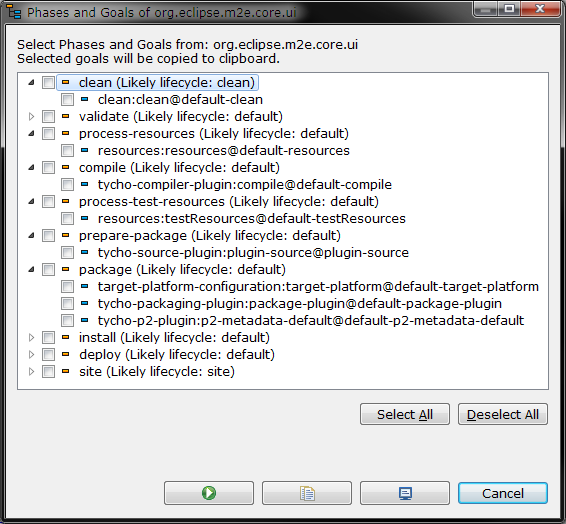 Phases and Goals of org.eclipse.m2e.core.ui
Select Phases and Goals from: org.eclipse.m2e.core.ui
Selected goals will be copied to clipboard.
clean (Likely lifecycle: clean)
clean:clean@default-clean
validate (Likely lifecycle: default)
process-resources (Likely lifecycle: default)
resources:resources@default-resources
compile (Likely lifecycle: default)
tycho-compiler-plugin:compile@default-compile
process-test-resources (Likely lifecycle: default)
resources:testResources@default-testResources
prepare-package (Likely lifecycle: default)
tycho-source-plugin:plugin-source@plugin-source
package (Likely lifecycle: default)
target-platform-configuration:target-platform@default-target-platform
tycho-packaging-plugin:package-plugin@default-package-plugin
tycho-p2-plugin:p2-metadata-default@default-p2-metadata-default
install (Likely lifecycle: default)
deploy (Likely lifecycle: default)
site (Likely lifecycle: site)
Select All Deselect All
Cancel